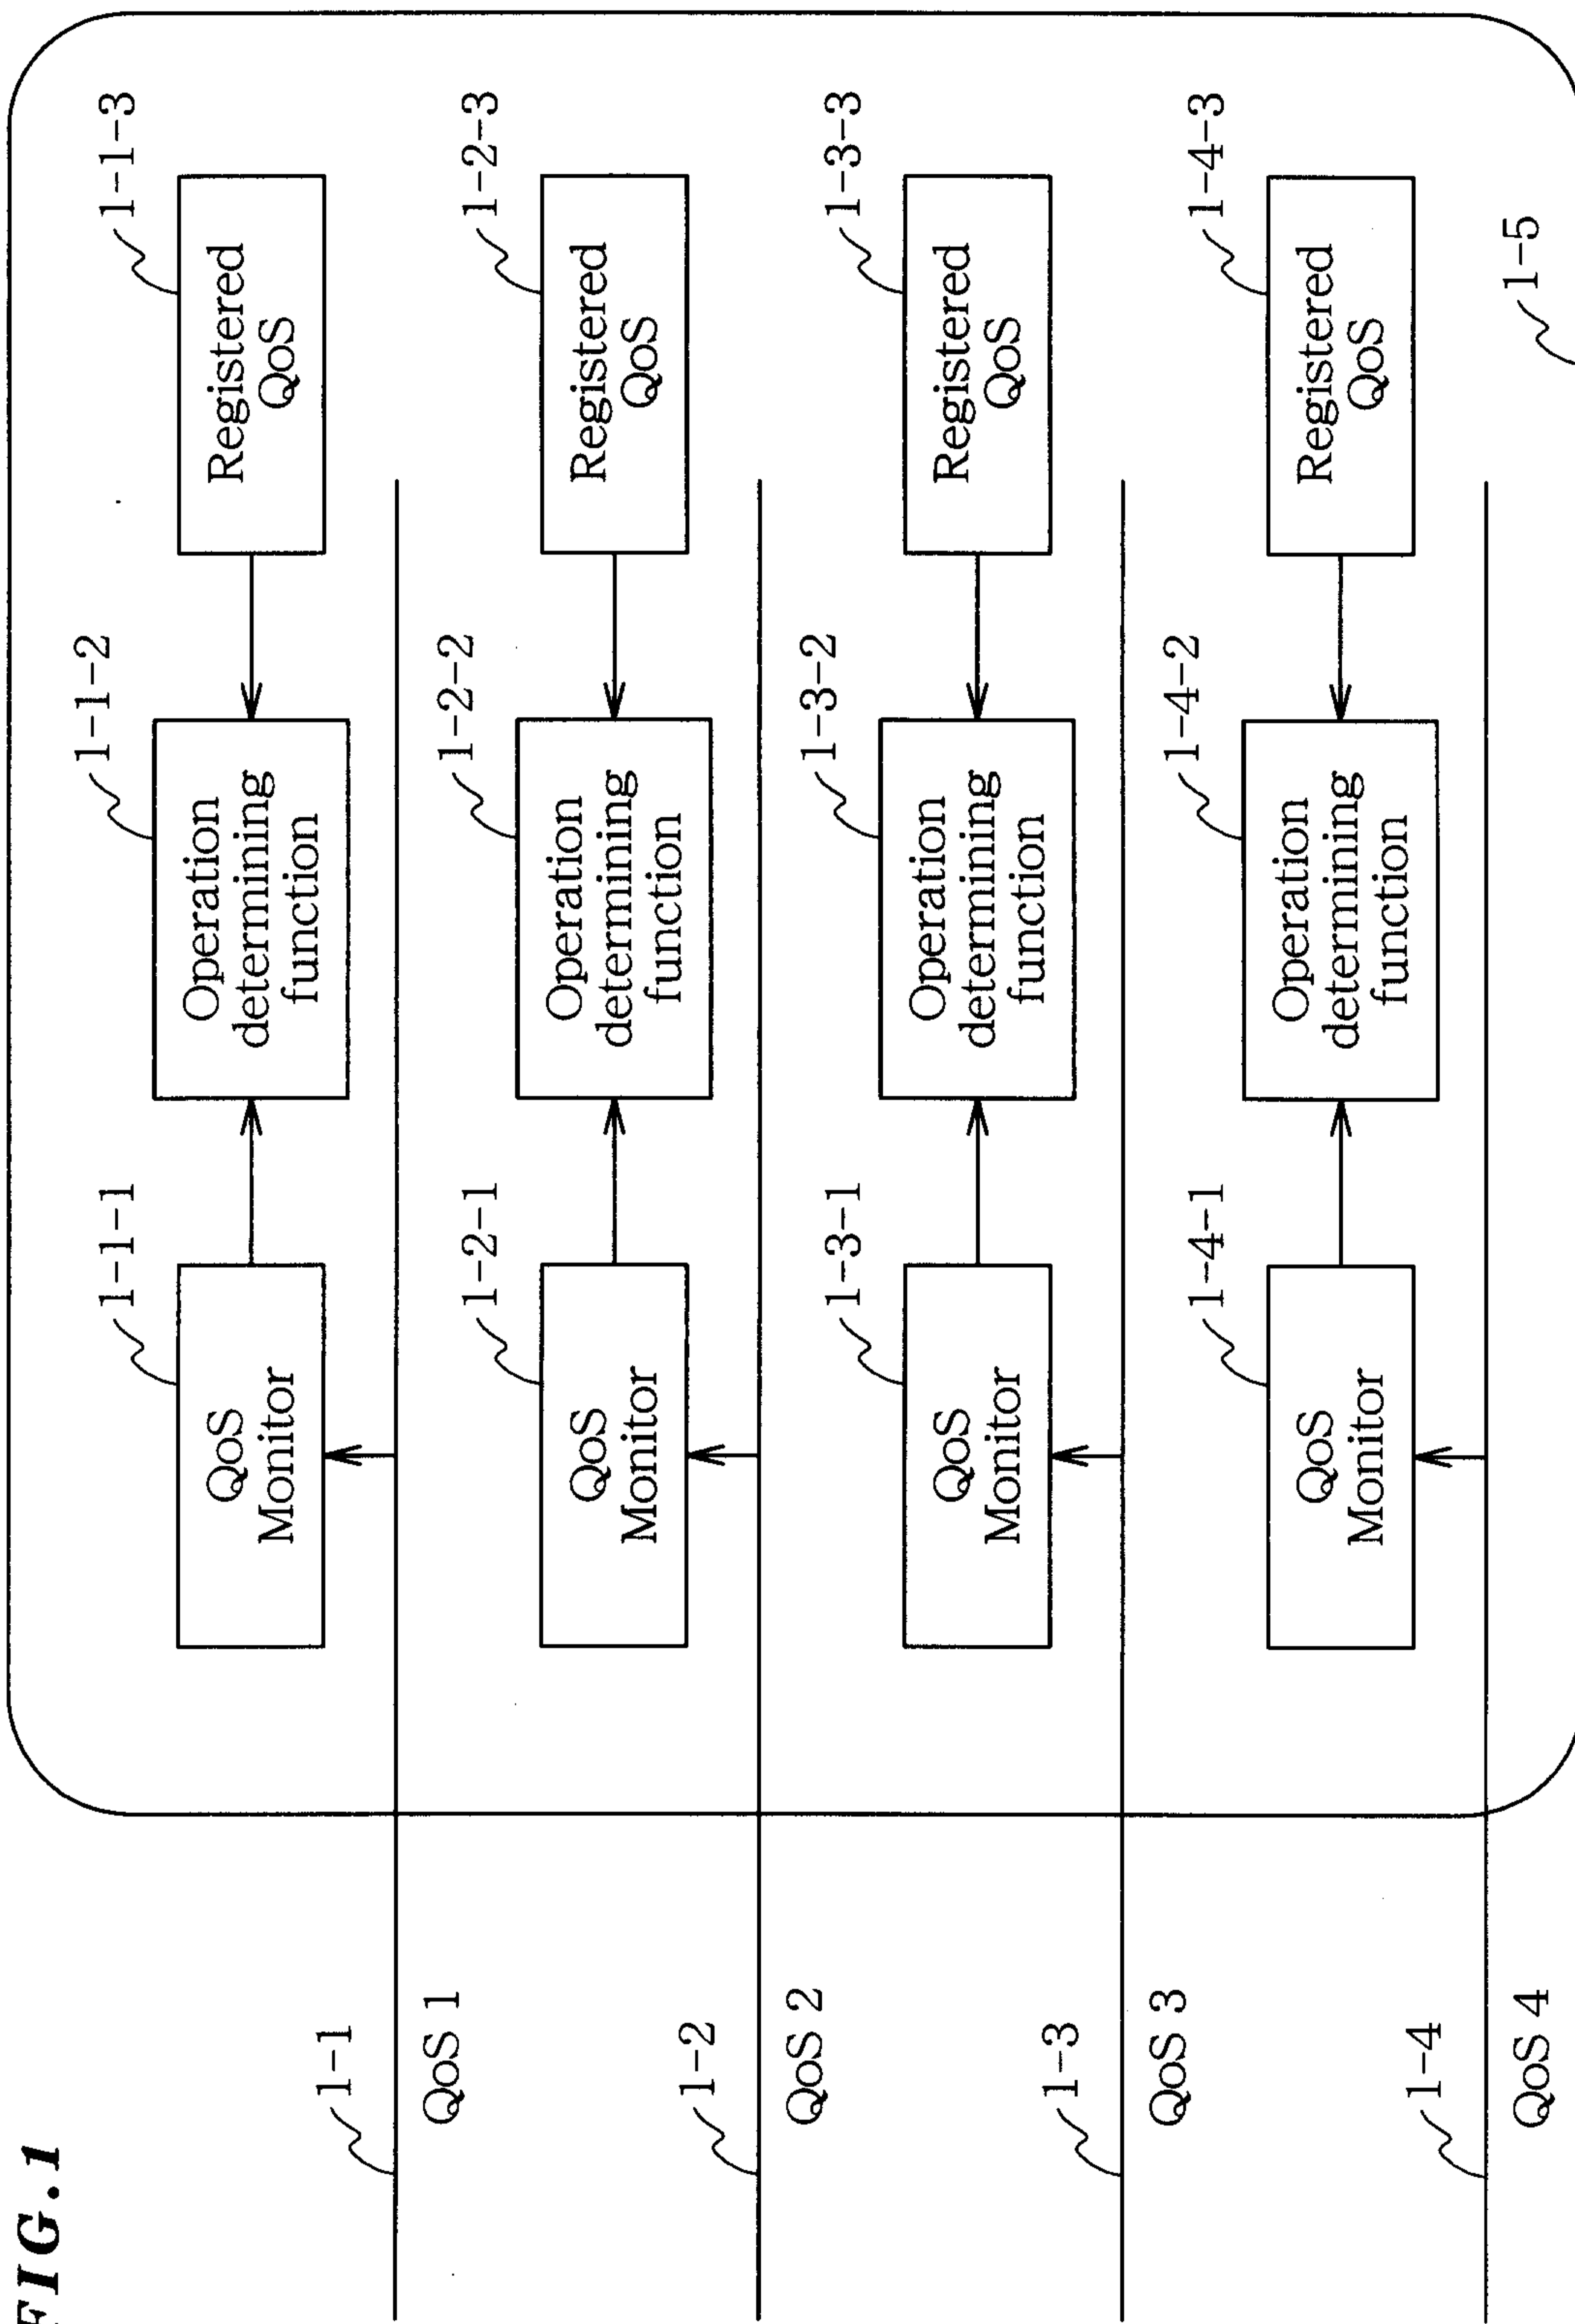 FIG.1
1-1-1
1-1-2
1-1-3
QoS
Monitor
Operation
determining
function
Registered
QoS
1-1
QoS 1
1-2-1
1-2-2
1-2-3
QoS
Monitor
Operation
determining
function
Registered
QoS
1-2
QoS 2
1-3-1
1-3-2
1-3-3
QoS
Monitor
Operation
determining
function
Registered
QoS
1-3
QoS 3
1-4-1
1-4-2
1-4-3
QoS
Monitor
Operation
determining
function
Registered
QoS
1-4
QoS 4
1-5